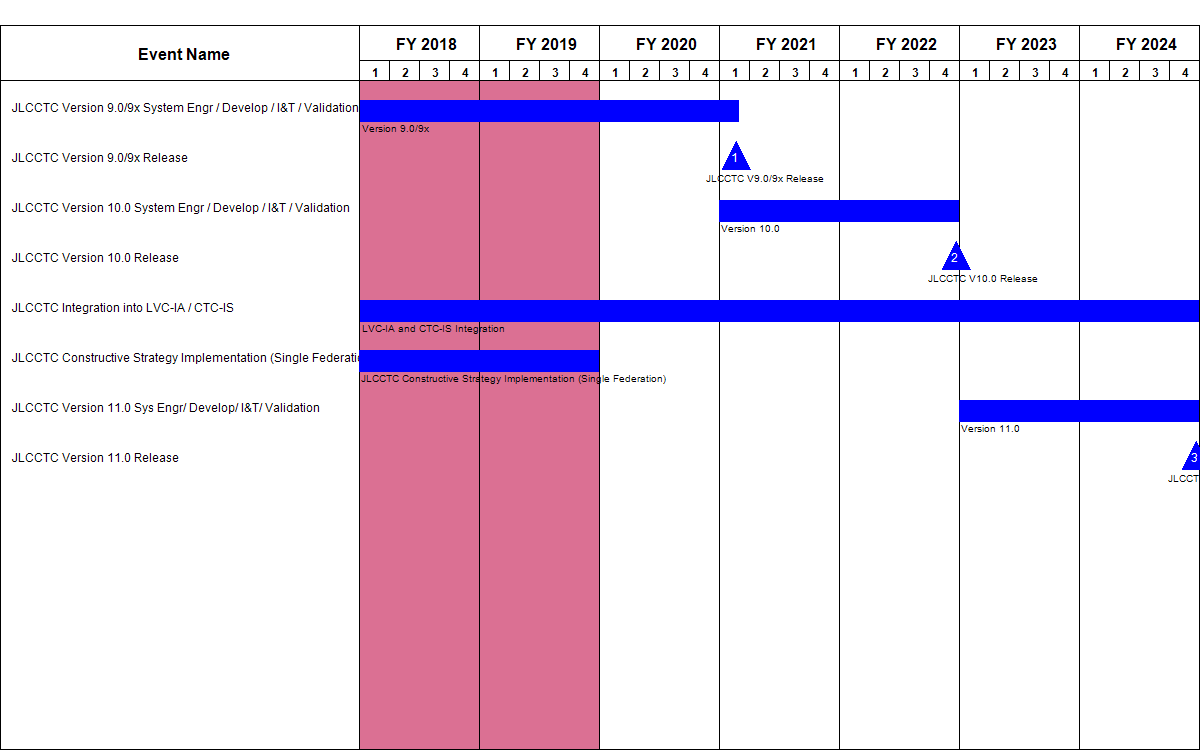 Event Name
FY 2018 FY 2019 FY 2020 FY 2021 FY 2022 FY 2023 FY 2024
1 2 3 4 1 2 3 4 1 2 3 4 1 2 3 4 1 2 3 4 1 2 3 4 1 2 3 4
JLCCTC Version 9.0/9x System Engr / Develop / I&T / Validation
Version 9.0/9x
JLCCTC Version 9.0/9x Release
1
JLCCTC V9.0/9x Release
JLCCTC Version 10.0 System Engr / Develop / I&T / Validation
Version 10.0
JLCCTC Version 10.0 Release
2
JLCCTC V10.0 Release
JLCCTC Integration into LVC-IA / CTC-IS
LVC-IA and CTC-IS Integration
JLCCTC Constructive Strategy Implementation (Single Federatio
JLCCTC Constructive Strategy Implementation (Single Federation)
JLCCTC Version 11.0 Sys Engr/ Develop/ I&T/ Validation
Version 11.0
JLCCTC Version 11.0 Release
3
JLCCT